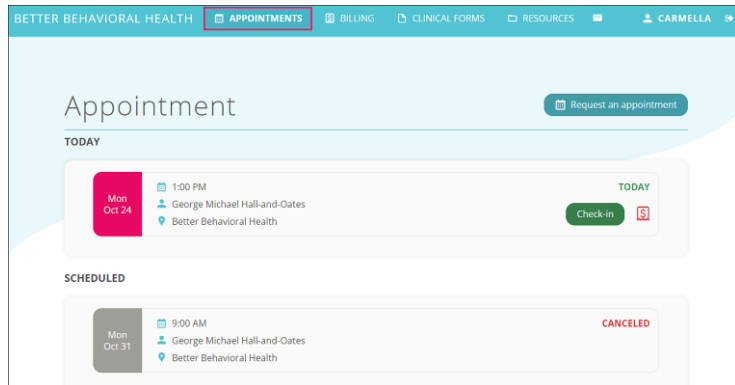 BETTER BEHAVIORAL HEALTH APPOINTMENTS BILLING CLINICAL FORMS RESOURCES CARMELLA
Appointment
Request an appointment
TODAY
Mon
Oct 24
1:00 PM
George Michael Hall-and-Oates
Better Behavioral Health
TODAY
Check-in
SCHEDULED
Mon
Oct 31
9:00 AM
George Michael Hall-and-Oates
Better Behavioral Health
CANCELED